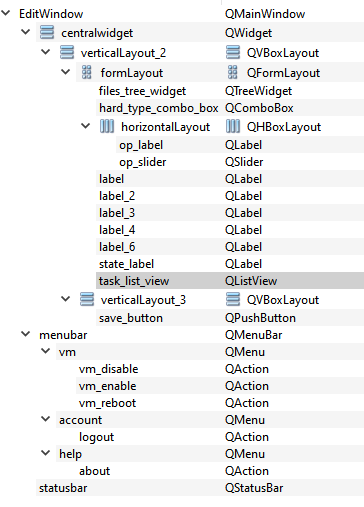 EditWindow QMainWindow
centralwidget QWidget
verticalLayout_2 QVBoxLayout
formLayout QFormLayout
files_tree_widget QTreeWidget
hard_type_combo_box QComboBox
horizontalLayout QHBoxLayout
op_label QLabel
op_slider QSlider
label QLabel
label_2 QLabel
label_3 QLabel
label_4 QLabel
label_6 QLabel
state_label QLabel
task_list_view QListView
verticalLayout_3 QVBoxLayout
save_button QPushButton
menubar QMenuBar
vm QMenu
vm_disable QAction
vm_enable QAction
vm_reboot QAction
account QMenu
logout QAction
help QMenu
about QAction
statusbar QStatusBar